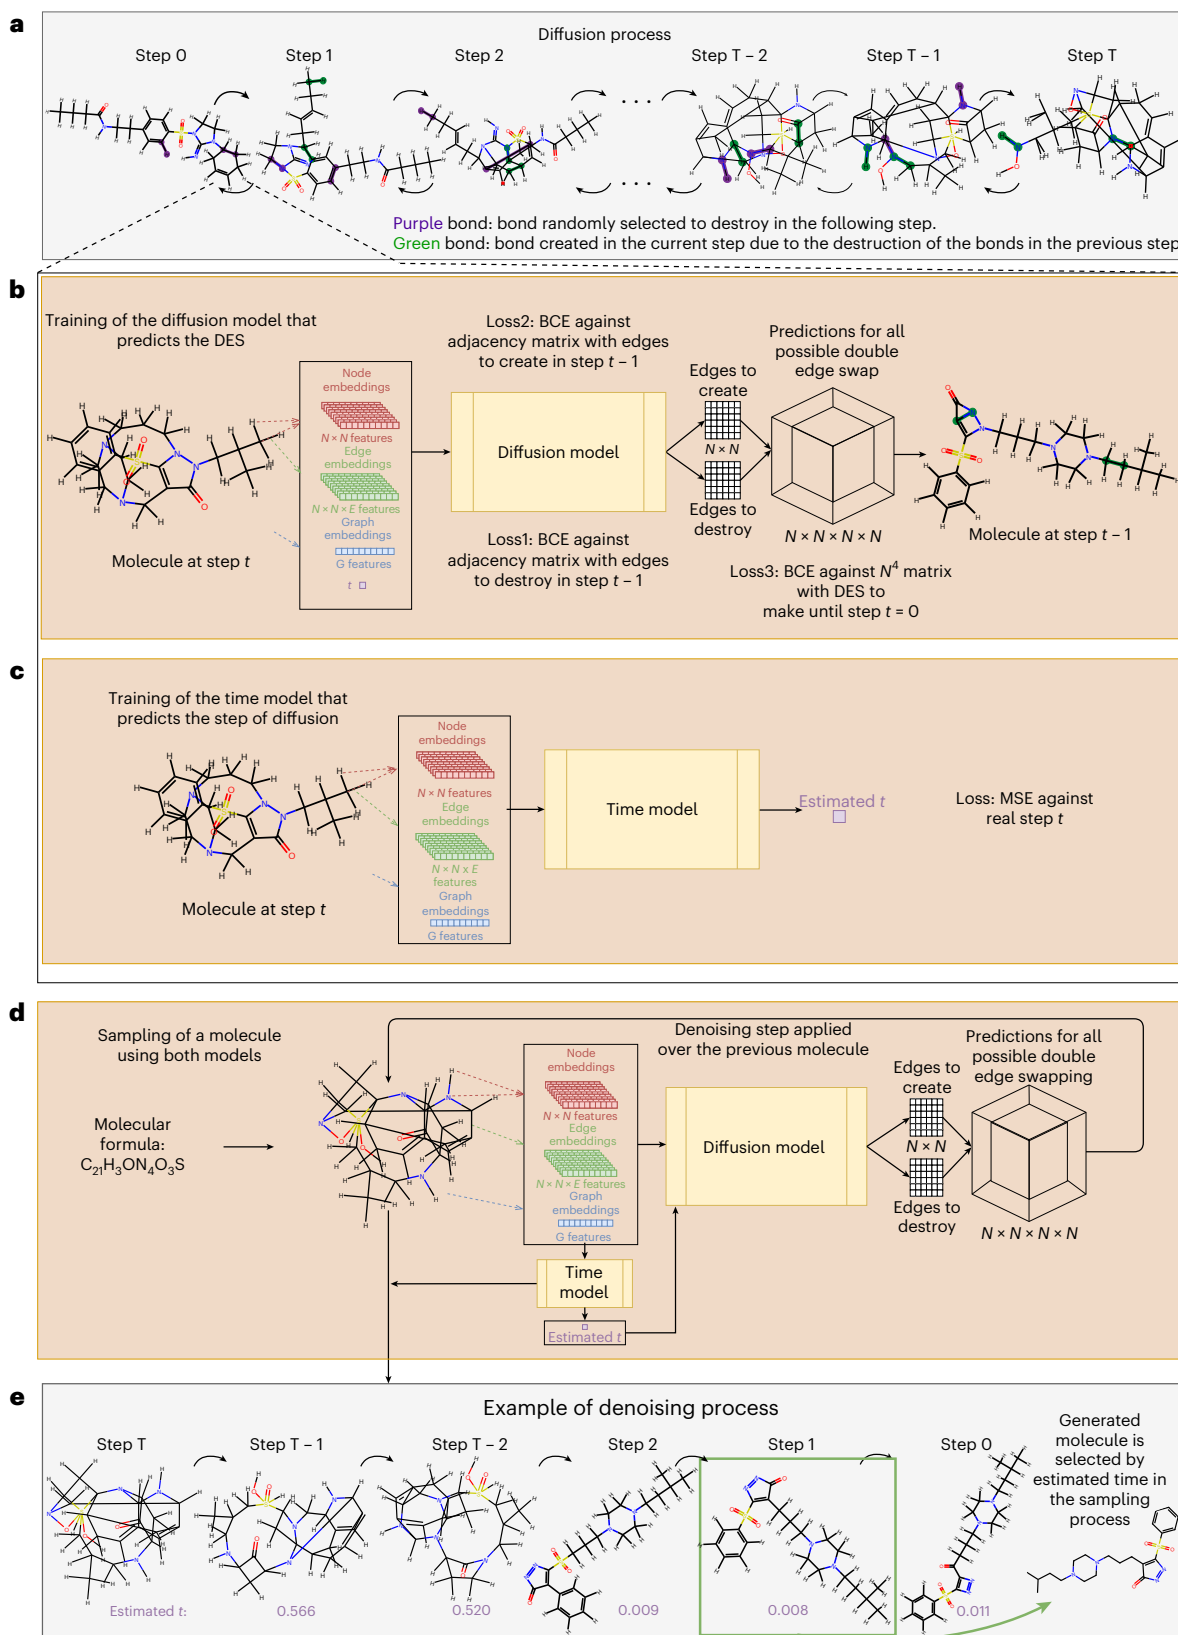 a
Diffusion process
Step 0
Step 1
Step 2
Step T – 2
Step T – 1
Step T
Purple bond: bond randomly selected to destroy in the following step.
Green bond: bond created in the current step due to the destruction of the bonds in the previous step
b
Training of the diffusion model that
predicts the DES
Molecule at step t
Node
embeddings
N × N features
Edge
embeddings
N × N × E features
Graph
embeddings
G features
t
Loss2: BCE against
adjacency matrix with edges
to create in step t – 1
Diffusion model
Loss1: BCE against
adjacency matrix with edges
to destroy in step t – 1
Edges to
create
N × N
Edges to
destroy
Predictions for all
possible double
edge swap
N × N × N × N
Loss3: BCE against N⁴ matrix
with DES to
make until step t = 0
Molecule at step t – 1
c
Training of the time model that
predicts the step of diffusion
Molecule at step t
Node
embeddings
N × N features
Edge
embeddings
N × N x E
features
Graph
embeddings
G features
Time model
Estimated t
Loss: MSE against
real step t
d
Sampling of a molecule
using both models
Molecular
formula:
C₂₁H₃ON₄O₃S
Node
embeddings
N × N features
Edge
embeddings
N × N × E features
Graph
embeddings
G features
Time
model
Estimated t
Denoising step applied
over the previous molecule
Diffusion model
Edges to
create
N × N
Edges to
destroy
Predictions for all
possible double
edge swapping
N × N × N × N
e
Example of denoising process
Step T
Step T – 1
Step T – 2
Step 2
Step 1
Step 0
Generated
molecule is
selected by
estimated time in
the sampling
process
Estimated t:
0.566
0.520
0.009
0.008
0.011